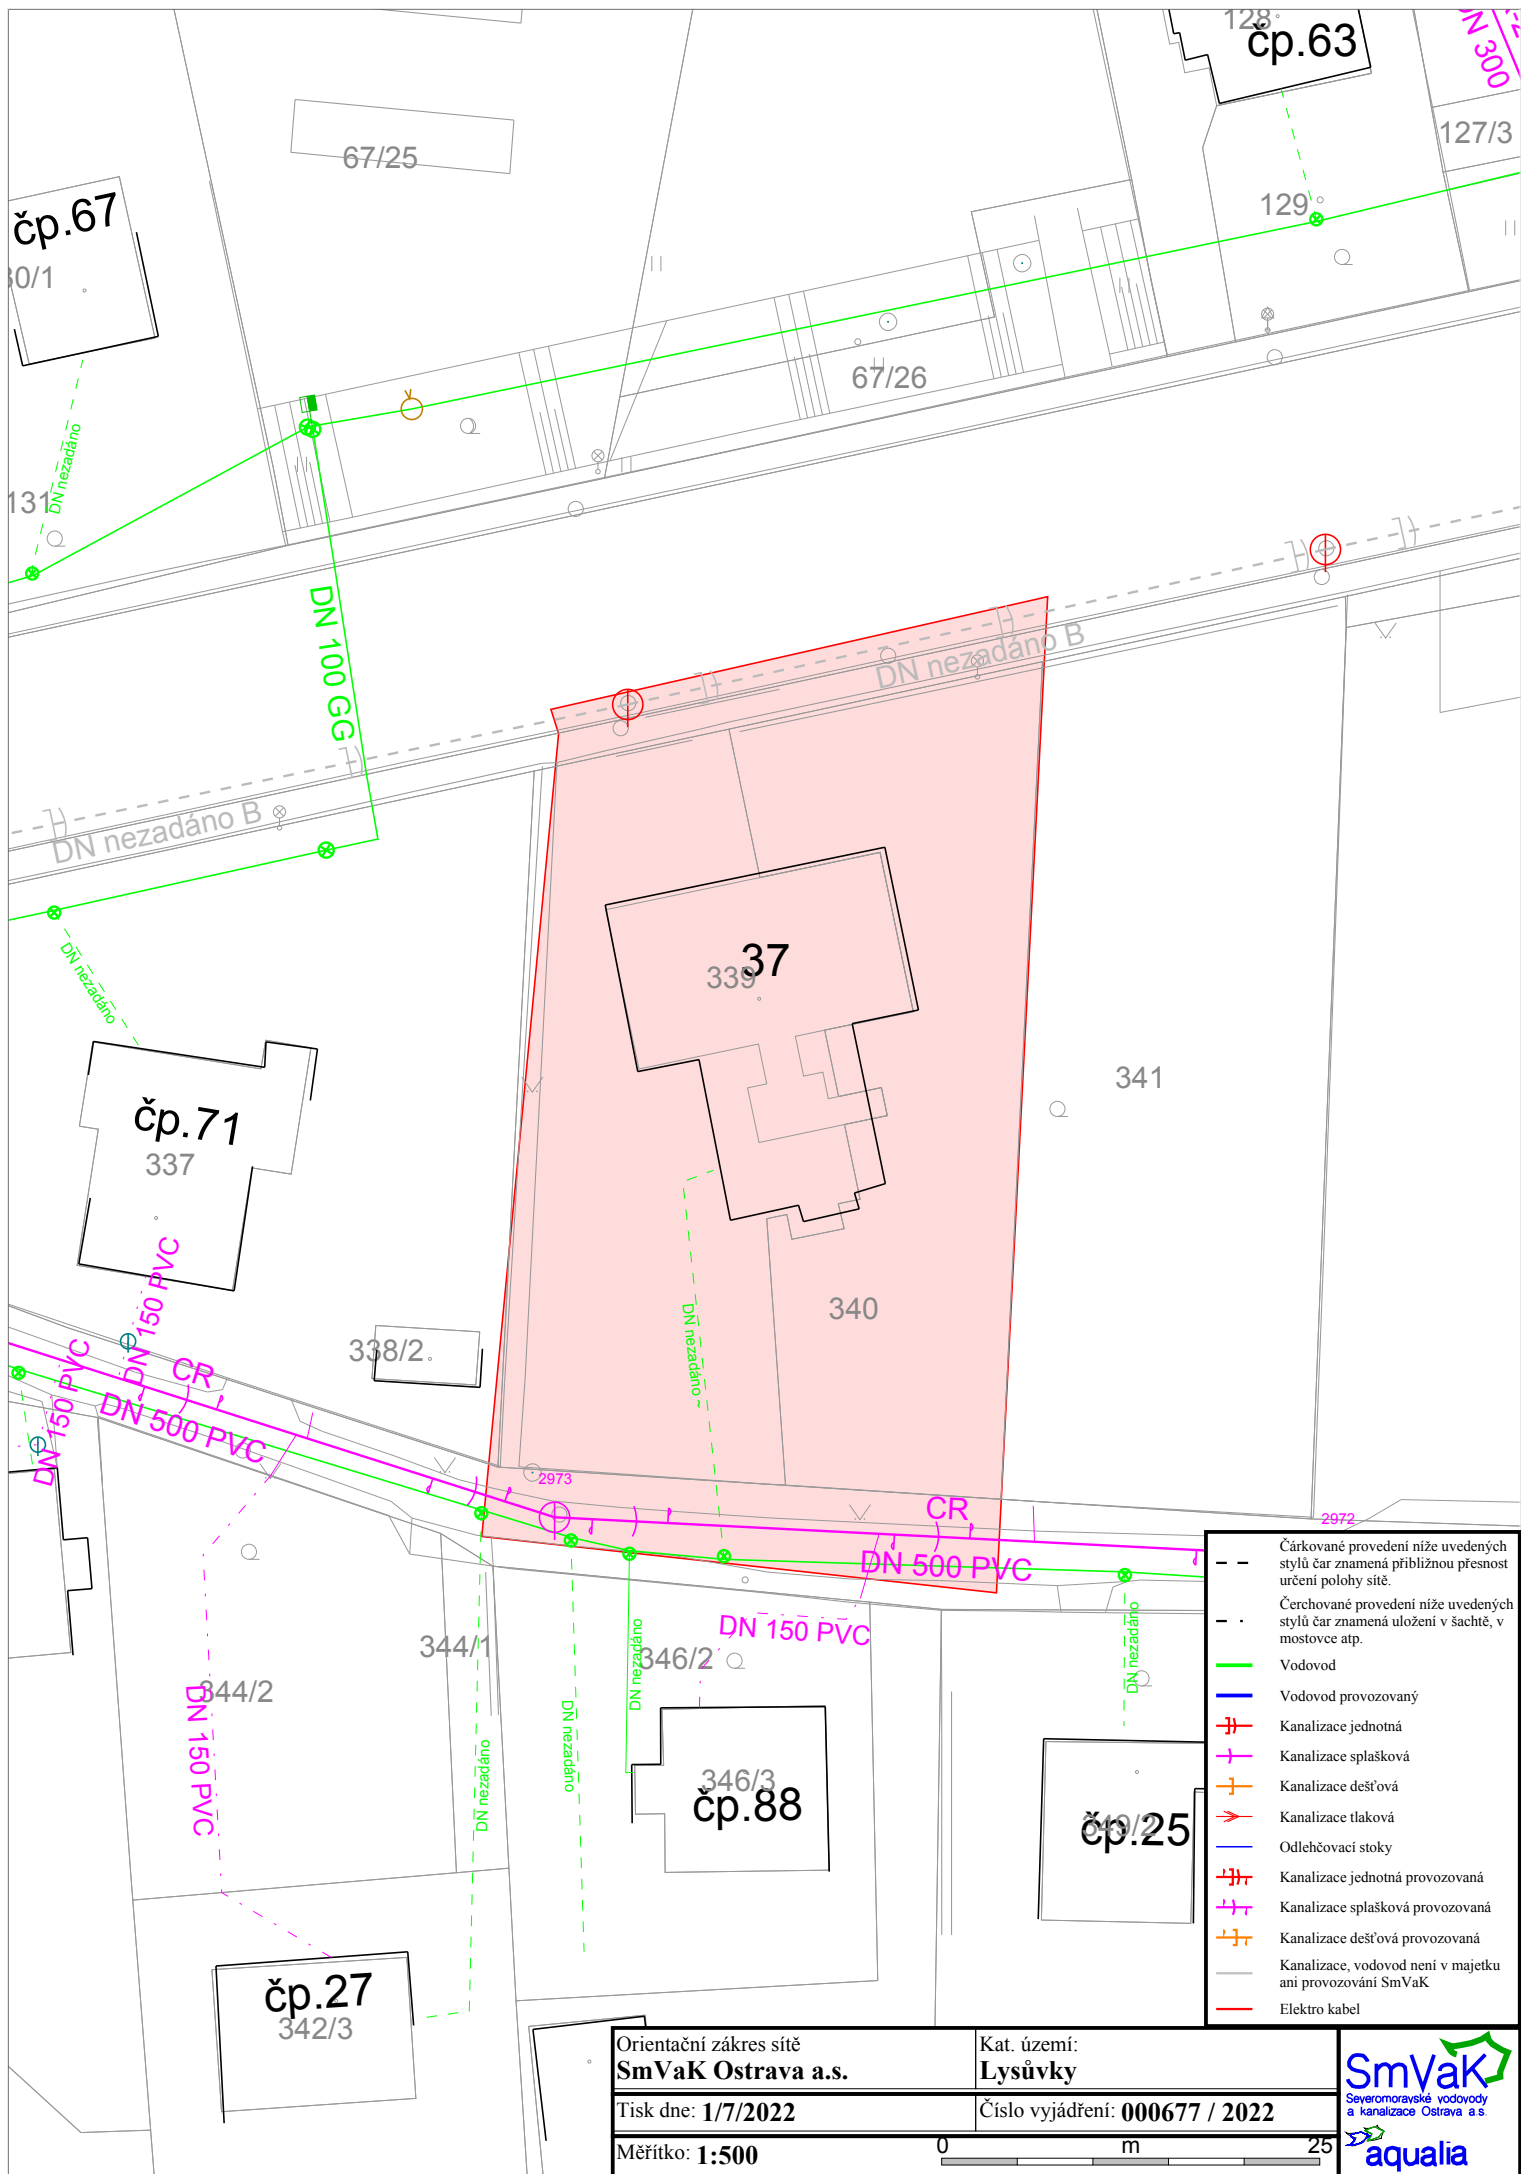 128
čp.63
DN 300
67/25
127/3
čp.67
129
30/1
67/26
131
DN nezadáno
DN 100 GG
DN nezadáno B
DN nezadáno B
DN nezadáno
37
339
341
čp.71
337
340
DN nezadáno
DN 150 PVC
338/2
CR
DN 500 PVC
DN 150 PVC
2973
CR
2972
DN 500 PVC
344/1
346/2
DN 150 PVC
DN nezadáno
DN nezadáno
344/2
DN 150 PVC
DN nezadáno
DN nezadáno
346/3
čp.88
349/2
čp.25
čp.27
342/3
Čárkované provedení níže uvedených
stylů čar znamená přibližnou přesnost
určení polohy sítě.
Čerchované provedení níže uvedených
stylů čar znamená uložení v šachtě, v
mostovce atp.
Vodovod
Vodovod provozovaný
Kanalizace jednotná
Kanalizace splašková
Kanalizace dešťová
Kanalizace tlaková
Odlehčovací stoky
Kanalizace jednotná provozovaná
Kanalizace splašková provozovaná
Kanalizace dešťová provozovaná
Kanalizace, vodovod není v majetku
ani provozování SmVaK
Elektro kabel
Orientační zákres sítě
SmVaK Ostrava a.s.
Kat. území:
Lysůvky
Tisk dne: 1/7/2022
Číslo vyjádření: 000677 / 2022
Měřítko: 1:500
0 m 25
SmVaK
Severomoravské vodovody
a kanalizace Ostrava a.s.
aqualia